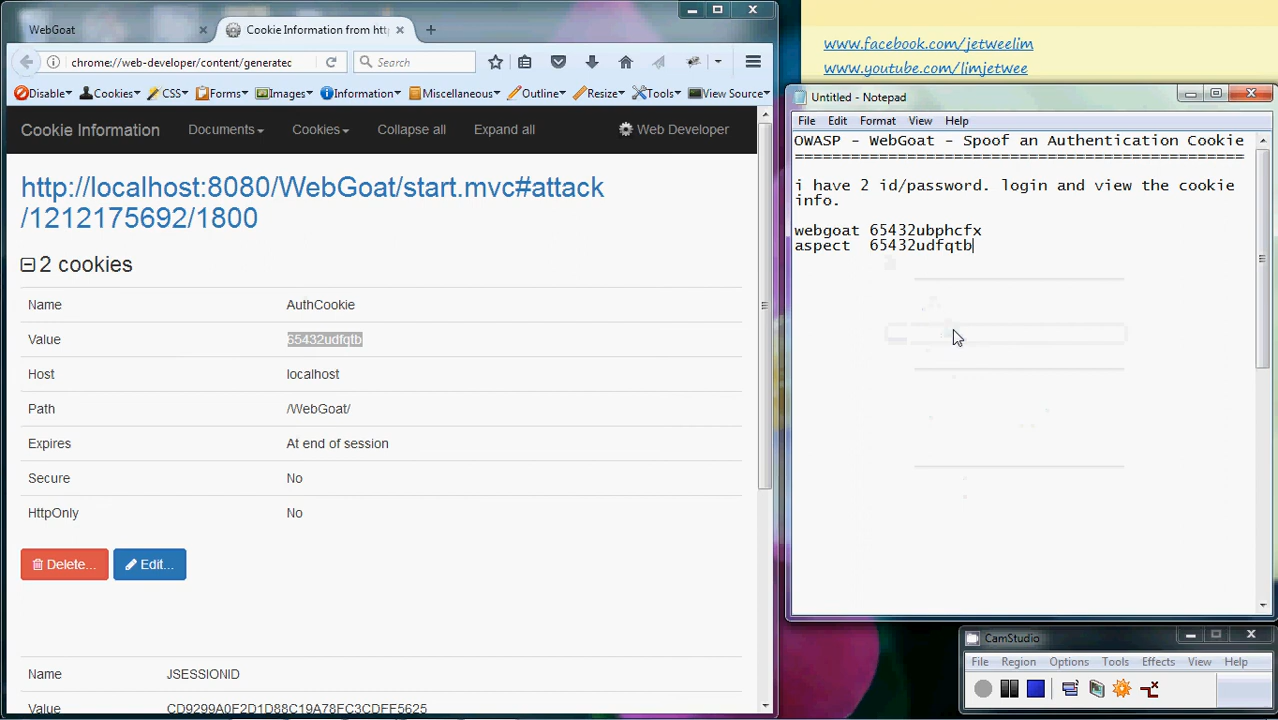 WebGoat
Cookie Information from htt
chrome://web-developer/content/generatec
Search
Disable
Cookies
CSS
Forms
Images
Information
Miscellaneous
Outline
Resize
Tools
View Source
Cookie Information
Documents
Cookies
Collapse all
Expand all
Web Developer
http://localhost:8080/WebGoat/start.mvc#attack
/1212175692/1800
2 cookies
Name AuthCookie
Value 65432udfqtb
Host localhost
Path /WebGoat/
Expires At end of session
Secure No
HttpOnly No
Delete...
Edit...
Name JSESSIONID
Value CD9299A0F2D1D88C19A78FC3CDFF5625
www.facebook.com/jetweelim
www.youtube.com/limjetwee
Untitled - Notepad
File Edit Format View Help
OWASP - WebGoat - Spoof an Authentication Cookie
================================================
i have 2 id/password. login and view the cookie
info.
webgoat 65432ubphcfx
aspect 65432udfqtb
CamStudio
File Region Options Tools Effects View Help